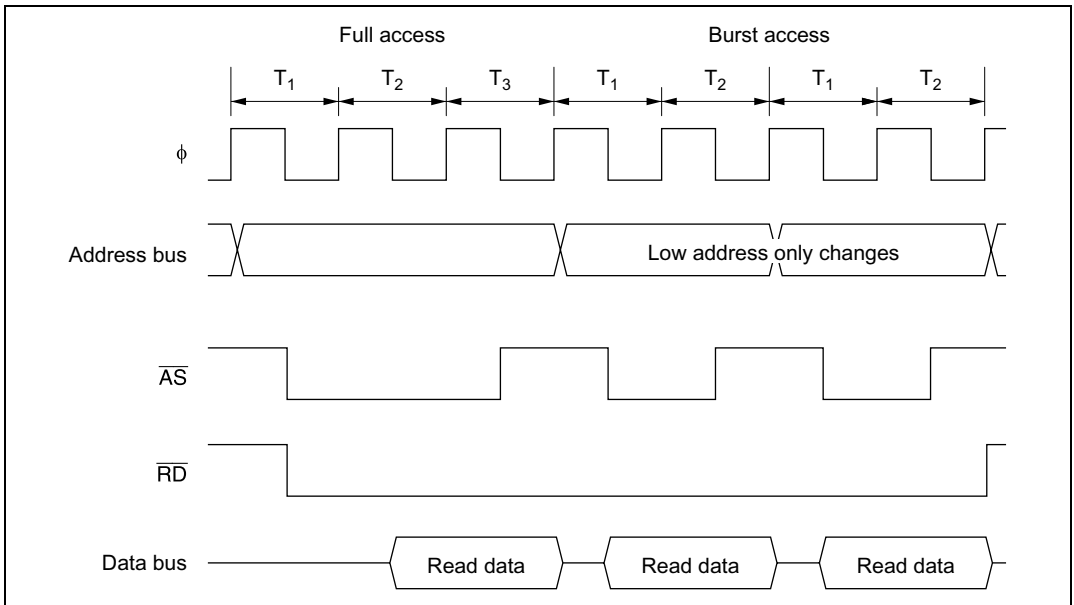 Full access Burst access
T1 T2 T3 T1 T2 T1 T2
ϕ
Address bus Low address only changes
AS
RD
Data bus Read data Read data Read data